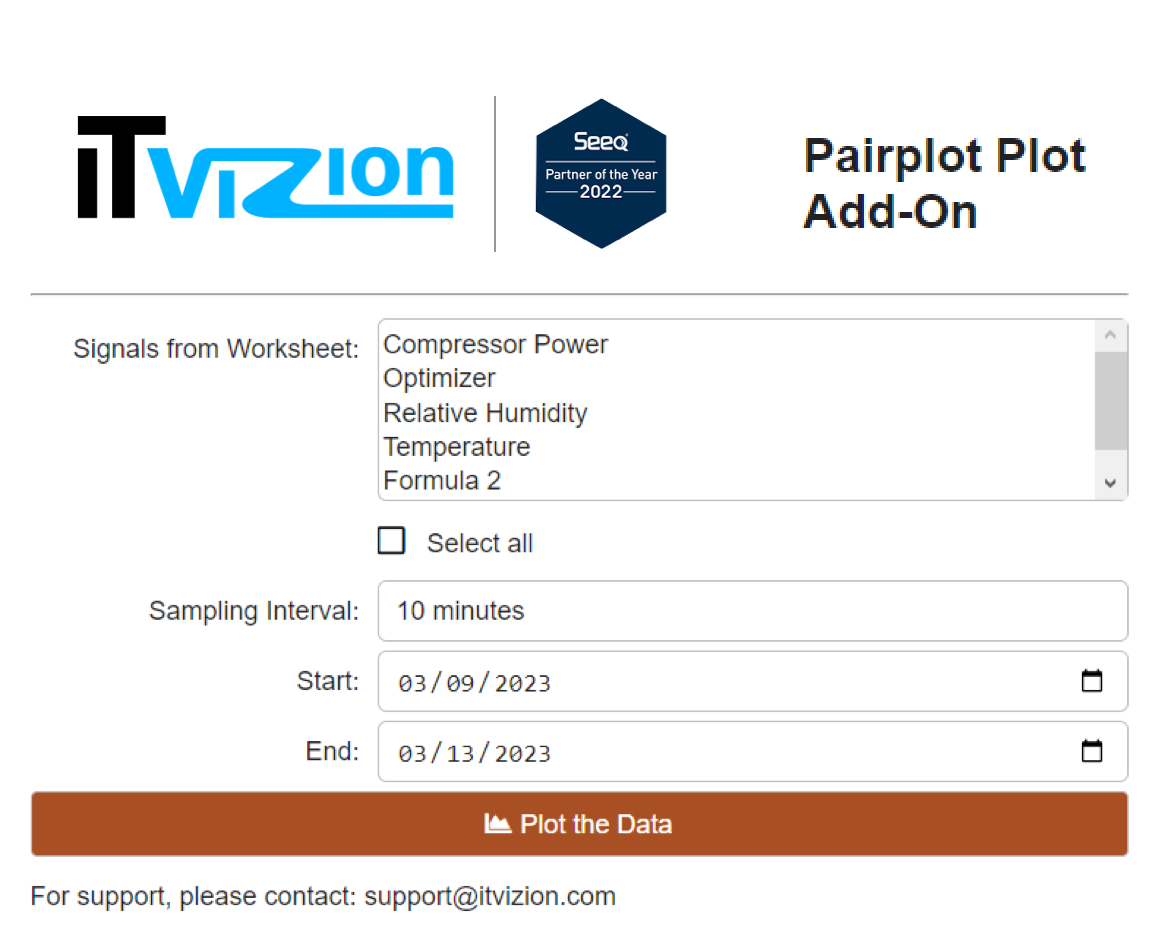 iTvizion
Seeq
Partner of the Year
2022
Pairplot Plot
Add-On
Signals from Worksheet:
Compressor Power
Optimizer
Relative Humidity
Temperature
Formula 2
Select all
Sampling Interval: 10 minutes
Start: 03/09/2023
End: 03/13/2023
Plot the Data
For support, please contact: support@itvizion.com